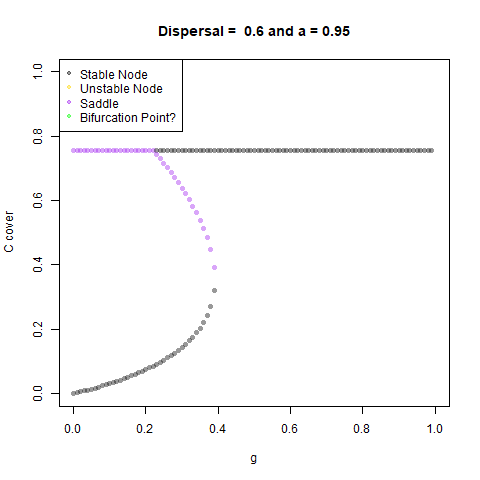 Dispersal =  0.6 and a = 0.95
Stable Node
Unstable Node
Saddle
Bifurcation Point?
C cover
1.0
0.8
0.6
0.4
0.2
0.0
0.0 0.2 0.4 0.6 0.8 1.0
g